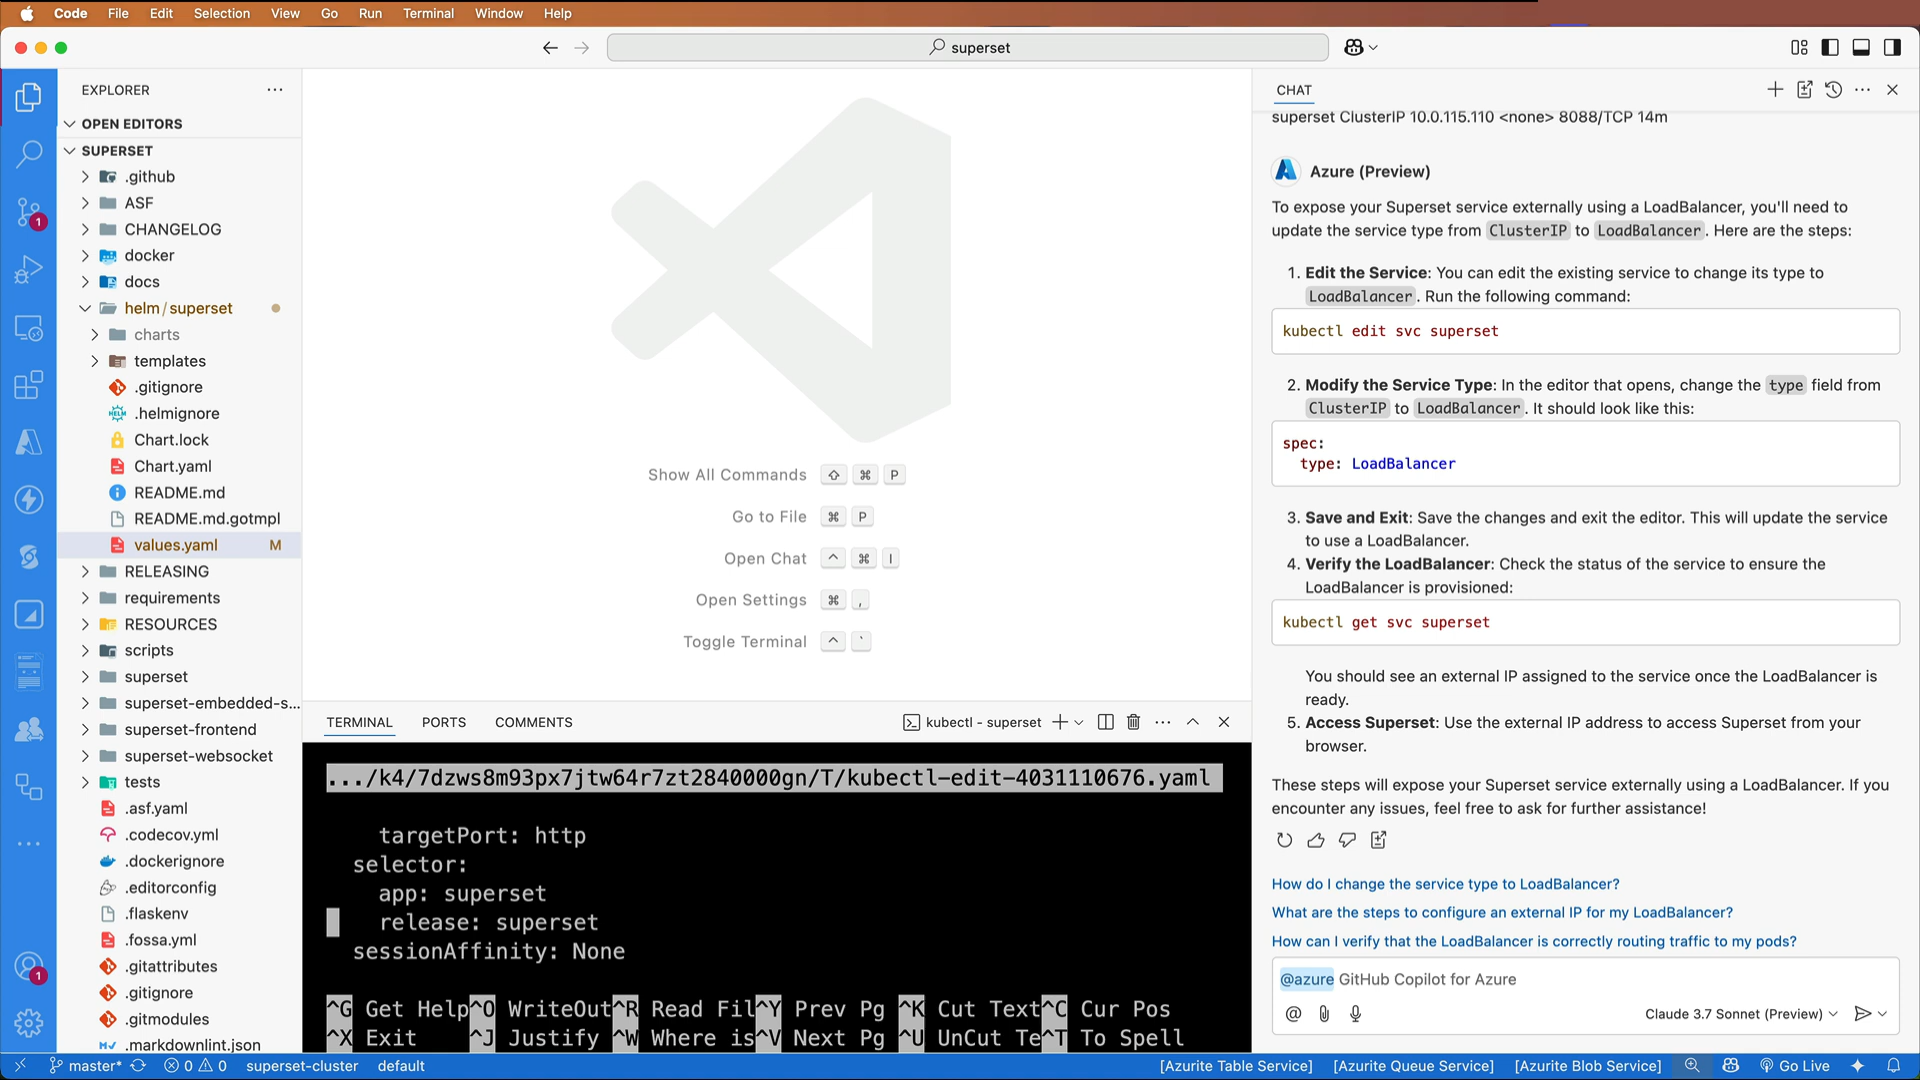 Code File Edit Selection View Go Run Terminal Window Help
superset
EXPLORER
OPEN EDITORS
SUPERSET
.github
ASF
CHANGELOG
docker
docs
helm / superset
charts
templates
.gitignore
.helmignore
Chart.lock
Chart.yaml
README.md
README.md.gotmpl
values.yaml M
RELEASING
requirements
RESOURCES
scripts
superset
superset-embedded-s...
superset-frontend
superset-websocket
tests
.asf.yaml
.codecov.yml
.dockerignore
.editorconfig
.flaskenv
.fossa.yml
.gitattributes
.gitignore
.gitmodules
.markdownlint.json
1
1
Show All Commands ⇧ ⌘ P
Go to File ⌘ P
Open Chat ^ ⌘ I
Open Settings ⌘ ,
Toggle Terminal ^ `
TERMINAL PORTS COMMENTS
kubectl - superset
.../k4/7dzws8m93px7jtw64r7zt2840000gn/T/kubectl-edit-4031110676.yaml
targetPort: http
selector:
app: superset
release: superset
sessionAffinity: None
^G Get Help^O WriteOut^R Read Fil^Y Prev Pg ^K Cut Text^C Cur Pos
^X Exit ^J Justify ^W Where is^V Next Pg ^U UnCut Te^T To Spell
CHAT
superset ClusterIP 10.0.115.110 <none> 8088/TCP 14m
Azure (Preview)
To expose your Superset service externally using a LoadBalancer, you'll need to
update the service type from ClusterIP to LoadBalancer. Here are the steps:
1. Edit the Service: You can edit the existing service to change its type to
LoadBalancer. Run the following command:
kubectl edit svc superset
2. Modify the Service Type: In the editor that opens, change the type field from
ClusterIP to LoadBalancer. It should look like this:
spec:
type: LoadBalancer
3. Save and Exit: Save the changes and exit the editor. This will update the service
to use a LoadBalancer.
4. Verify the LoadBalancer: Check the status of the service to ensure the
LoadBalancer is provisioned:
kubectl get svc superset
You should see an external IP assigned to the service once the LoadBalancer is
ready.
5. Access Superset: Use the external IP address to access Superset from your
browser.
These steps will expose your Superset service externally using a LoadBalancer. If you
encounter any issues, feel free to ask for further assistance!
How do I change the service type to LoadBalancer?
What are the steps to configure an external IP for my LoadBalancer?
How can I verify that the LoadBalancer is correctly routing traffic to my pods?
@azure GitHub Copilot for Azure
Claude 3.7 Sonnet (Preview)
master* 0 0 superset-cluster default [Azurite Table Service] [Azurite Queue Service] [Azurite Blob Service] Go Live